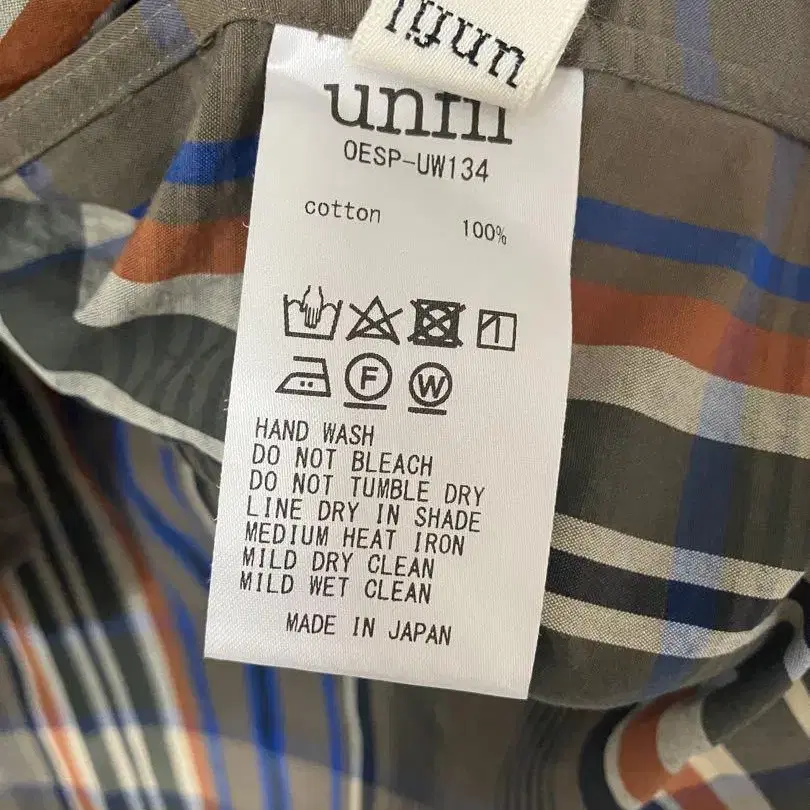 unfil
unfil
OESP-UW134
cotton 100%
F W
HAND WASH
DO NOT BLEACH
DO NOT TUMBLE DRY
LINE DRY IN SHADE
MEDIUM HEAT IRON
MILD DRY CLEAN
MILD WET CLEAN
MADE IN JAPAN